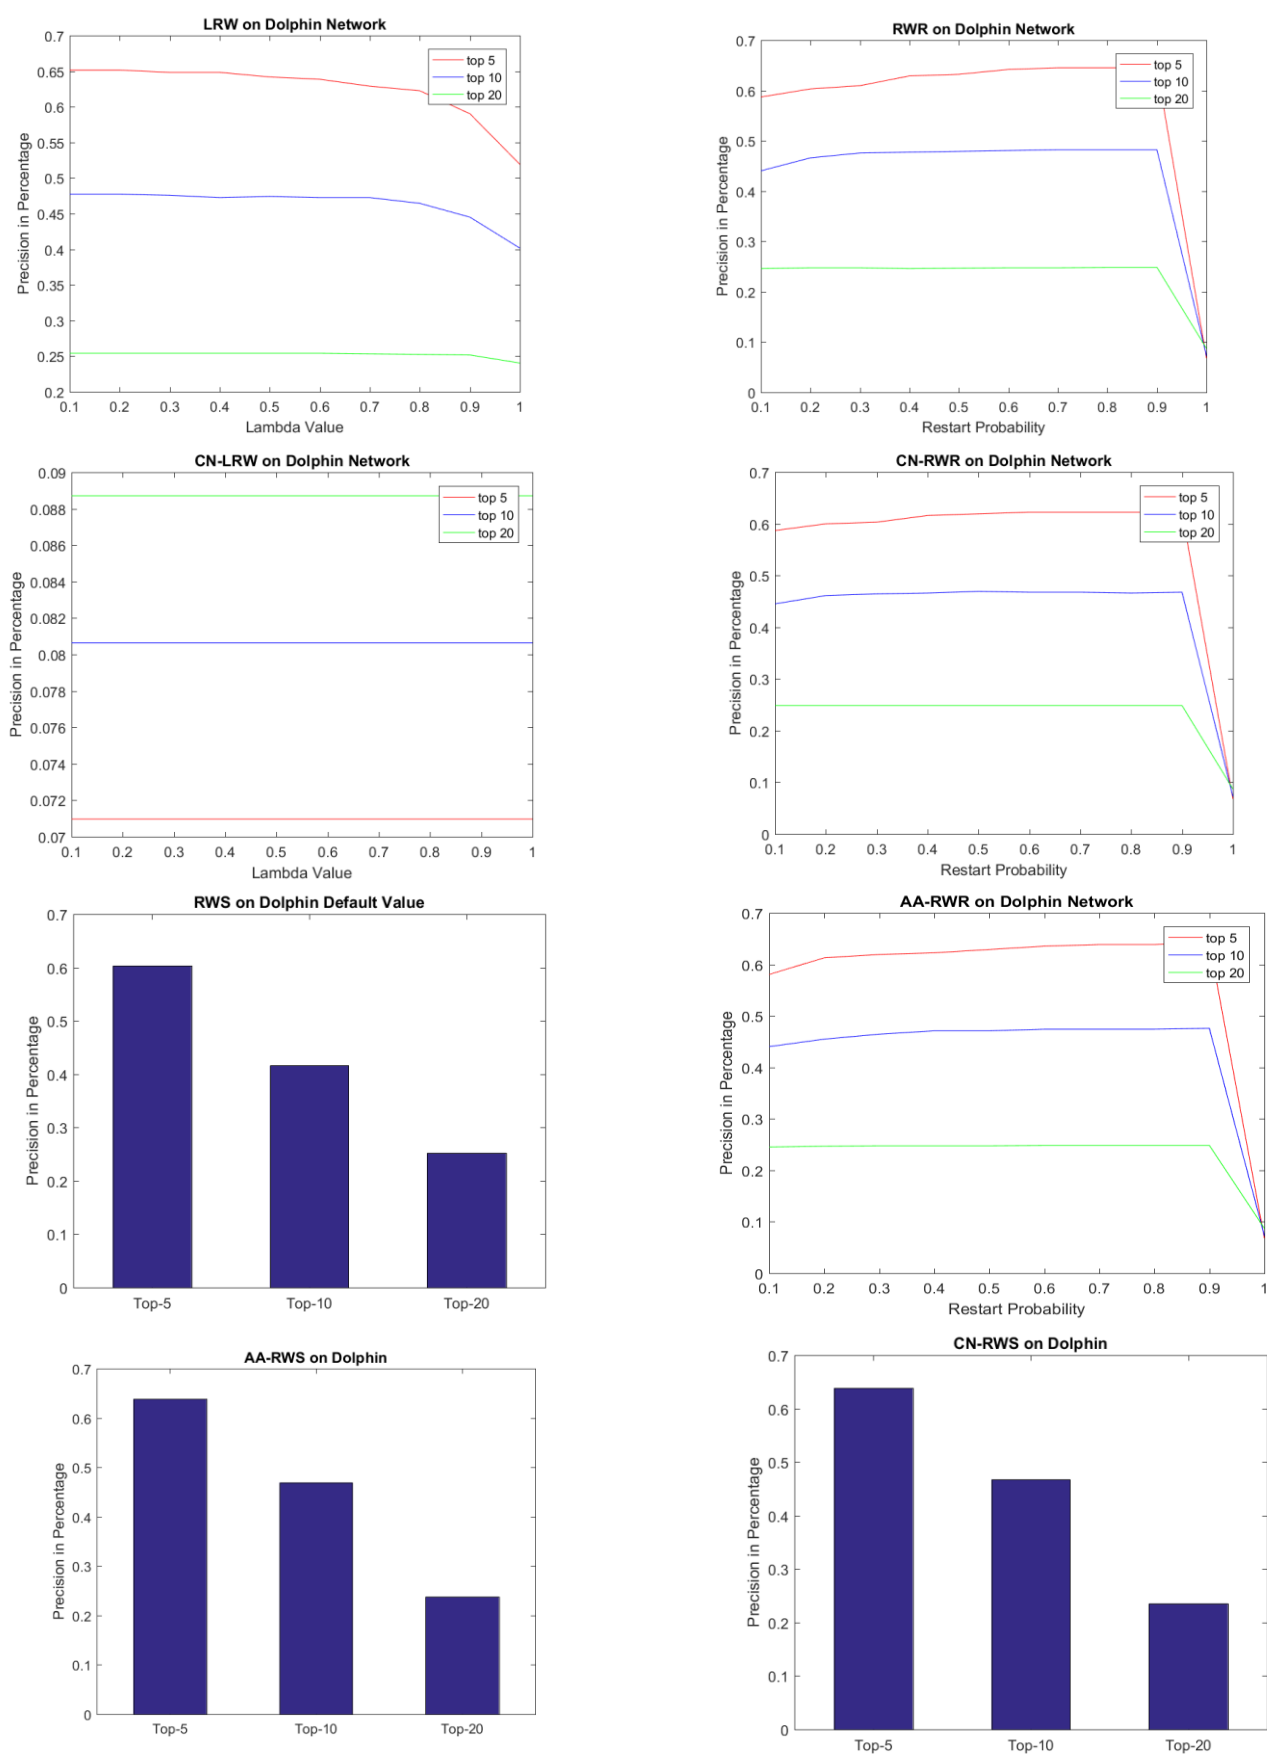 LRW on Dolphin Network
0.7
0.65
0.6
0.55
0.5
0.45
0.4
0.35
0.3
0.25
0.2
Precision in Percentage
top 5
top 10
top 20
0.1 0.2 0.3 0.4 0.5 0.6 0.7 0.8 0.9 1
Lambda Value
RWR on Dolphin Network
0.7
0.6
0.5
0.4
0.3
0.2
0.1
0
Precision in Percentage
top 5
top 10
top 20
0.1 0.2 0.3 0.4 0.5 0.6 0.7 0.8 0.9 1
Restart Probability
CN-LRW on Dolphin Network
0.09
0.088
0.086
0.084
0.082
0.08
0.078
0.076
0.074
0.072
0.07
Precision in Percentage
top 5
top 10
top 20
0.1 0.2 0.3 0.4 0.5 0.6 0.7 0.8 0.9 1
Lambda Value
CN-RWR on Dolphin Network
0.7
0.6
0.5
0.4
0.3
0.2
0.1
0
Precision in Percentage
top 5
top 10
top 20
0.1 0.2 0.3 0.4 0.5 0.6 0.7 0.8 0.9 1
Restart Probability
RWS on Dolphin Default Value
0.7
0.6
0.5
0.4
0.3
0.2
0.1
0
Precision in Percentage
Top-5 Top-10 Top-20
AA-RWR on Dolphin Network
0.7
0.6
0.5
0.4
0.3
0.2
0.1
0
Precision in Percentage
top 5
top 10
top 20
0.1 0.2 0.3 0.4 0.5 0.6 0.7 0.8 0.9 1
Restart Probability
AA-RWS on Dolphin
0.7
0.6
0.5
0.4
0.3
0.2
0.1
0
Precision in Percentage
Top-5 Top-10 Top-20
CN-RWS on Dolphin
0.7
0.6
0.5
0.4
0.3
0.2
0.1
0
Precision in Percentage
Top-5 Top-10 Top-20